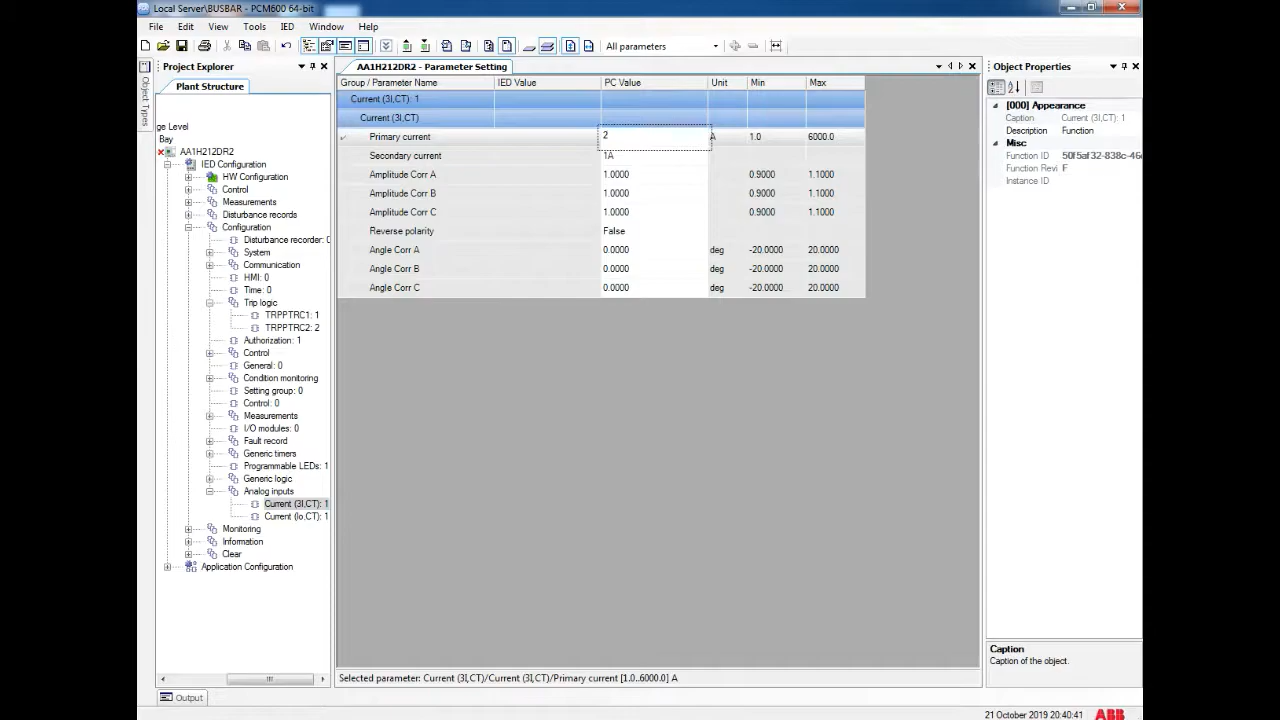 Local Server\BUSBAR - PCM600 64-bit
File Edit View Tools IED Window Help
All parameters
Project Explorer
Plant Structure
Object Types
ge Level
Bay
AA1H212DR2
IED Configuration
HW Configuration
Control
Measurements
Disturbance records
Configuration
Disturbance recorder: 0
System
Communication
HMI: 0
Time: 0
Trip logic
TRPPTRC1: 1
TRPPTRC2: 2
Authorization: 1
Control
General: 0
Condition monitoring
Setting group: 0
Control: 0
Measurements
I/O modules: 0
Fault record
Generic timers
Programmable LEDs: 1
Generic logic
Analog inputs
Current (3I,CT): 1
Current (Io,CT): 1
Monitoring
Information
Clear
Application Configuration
Output
AA1H212DR2 - Parameter Setting
Group / Parameter Name IED Value PC Value Unit Min Max
Current (3I,CT) 1
Current (3I,CT)
Primary current 2 A 1.0 6000.0
Secondary current 1A
Amplitude Corr A 1.0000 0.9000 1.1000
Amplitude Corr B 1.0000 0.9000 1.1000
Amplitude Corr C 1.0000 0.9000 1.1000
Reverse polarity False
Angle Corr A 0.0000 deg -20.0000 20.0000
Angle Corr B 0.0000 deg -20.0000 20.0000
Angle Corr C 0.0000 deg -20.0000 20.0000
Selected parameter: Current (3I,CT)/Current (3I,CT)/Primary current [1.0..6000.0] A
Object Properties
[000] Appearance
Caption Current (3I,CT): 1
Description Function
Misc
Function ID 50f5af32-838c-46
Function Revi F
Instance ID
Caption
Caption of the object.
21 October 2019 20:40:41 ABB